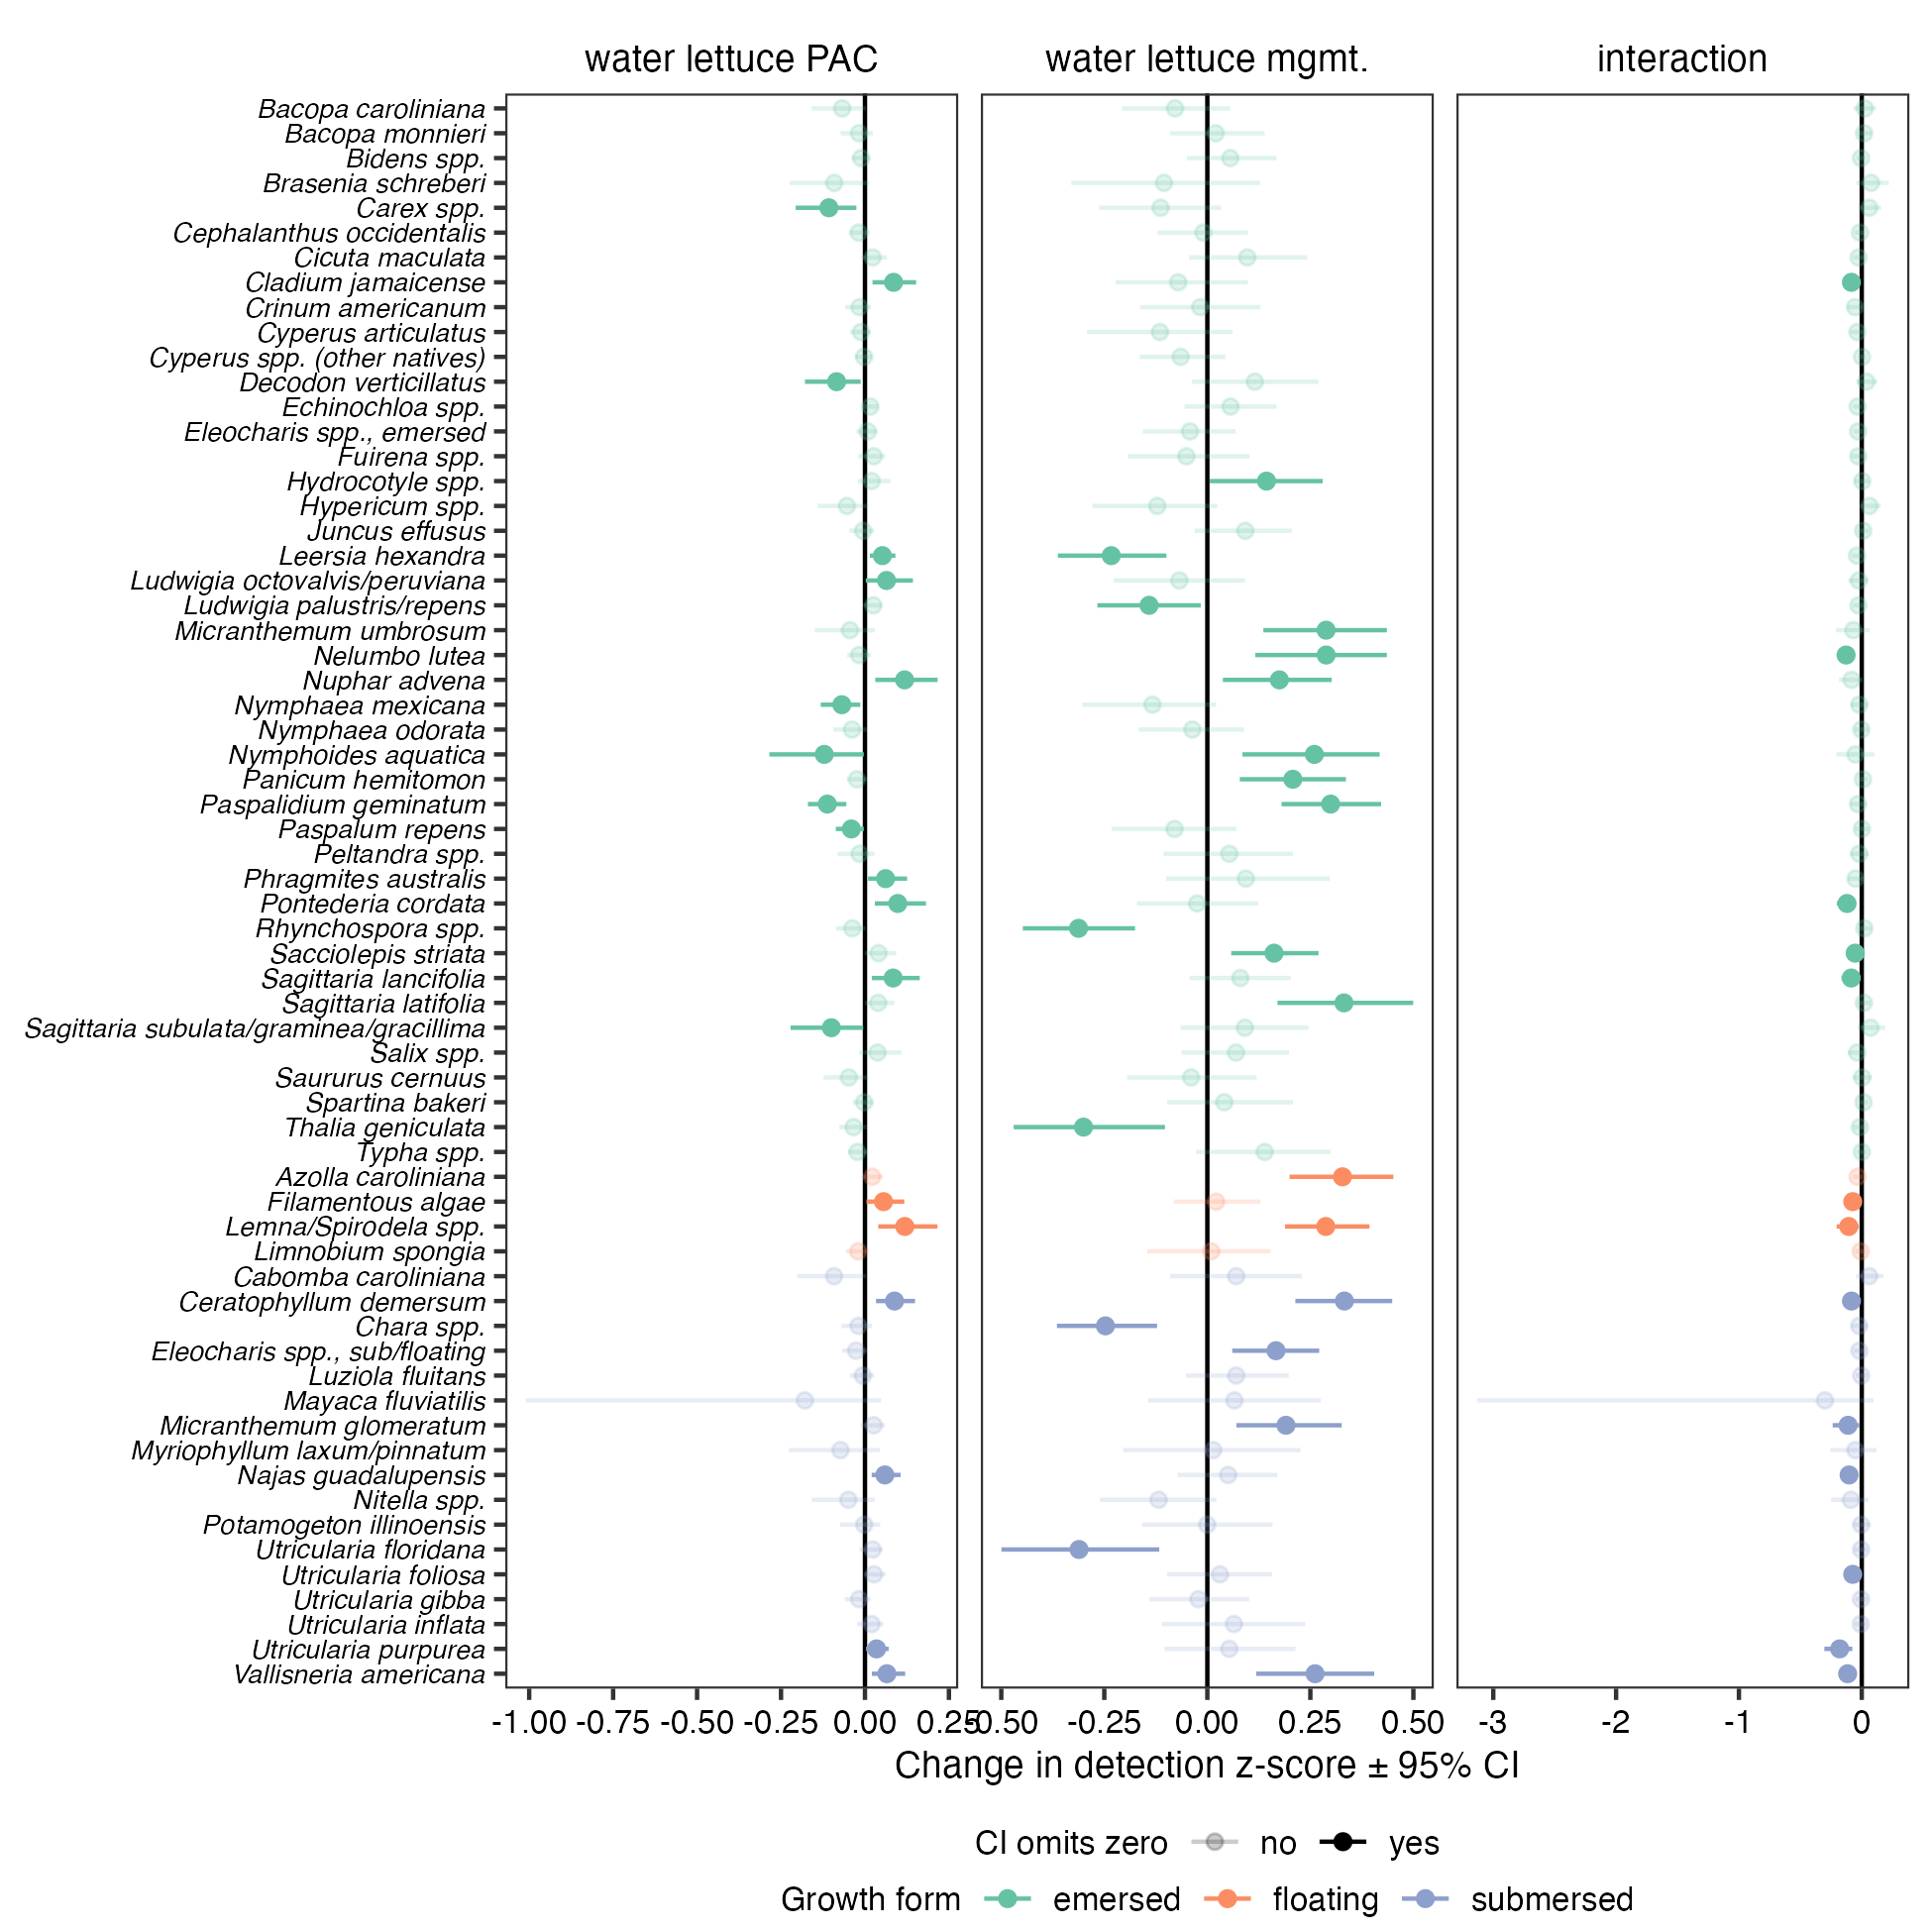 water lettuce PAC water lettuce mgmt. interaction
Bacopa caroliniana
Bacopa monnieri
Bidens spp.
Brasenia schreberi
Carex spp.
Cephalanthus occidentalis
Cicuta maculata
Cladium jamaicense
Crinum americanum
Cyperus articulatus
Cyperus spp. (other natives)
Decodon verticillatus
Echinochloa spp.
Eleocharis spp., emersed
Fuirena spp.
Hydrocotyle spp.
Hypericum spp.
Juncus effusus
Leersia hexandra
Ludwigia octovalvis/peruviana
Ludwigia palustris/repens
Micranthemum umbrosum
Nelumbo lutea
Nuphar advena
Nymphaea mexicana
Nymphaea odorata
Nymphoides aquatica
Panicum hemitomon
Paspalidium geminatum
Paspalum repens
Peltandra spp.
Phragmites australis
Pontederia cordata
Rhynchospora spp.
Sacciolepis striata
Sagittaria lancifolia
Sagittaria latifolia
Sagittaria subulata/graminea/gracillima
Salix spp.
Saururus cernuus
Spartina bakeri
Thalia geniculata
Typha spp.
Azolla caroliniana
Filamentous algae
Lemna/Spirodela spp.
Limnobium spongia
Cabomba caroliniana
Ceratophyllum demersum
Chara spp.
Eleocharis spp., sub/floating
Luziola fluitans
Mayaca fluviatilis
Micranthemum glomeratum
Myriophyllum laxum/pinnatum
Najas guadalupensis
Nitella spp.
Potamogeton illinoensis
Utricularia floridana
Utricularia foliosa
Utricularia gibba
Utricularia inflata
Utricularia purpurea
Vallisneria americana
-1.00 -0.75 -0.50 -0.25 0.00 0.25 -0.50 -0.25 0.00 0.25 0.50 -3 -2 -1 0
Change in detection z-score ± 95% CI
CI omits zero no yes
Growth form emersed floating submersed